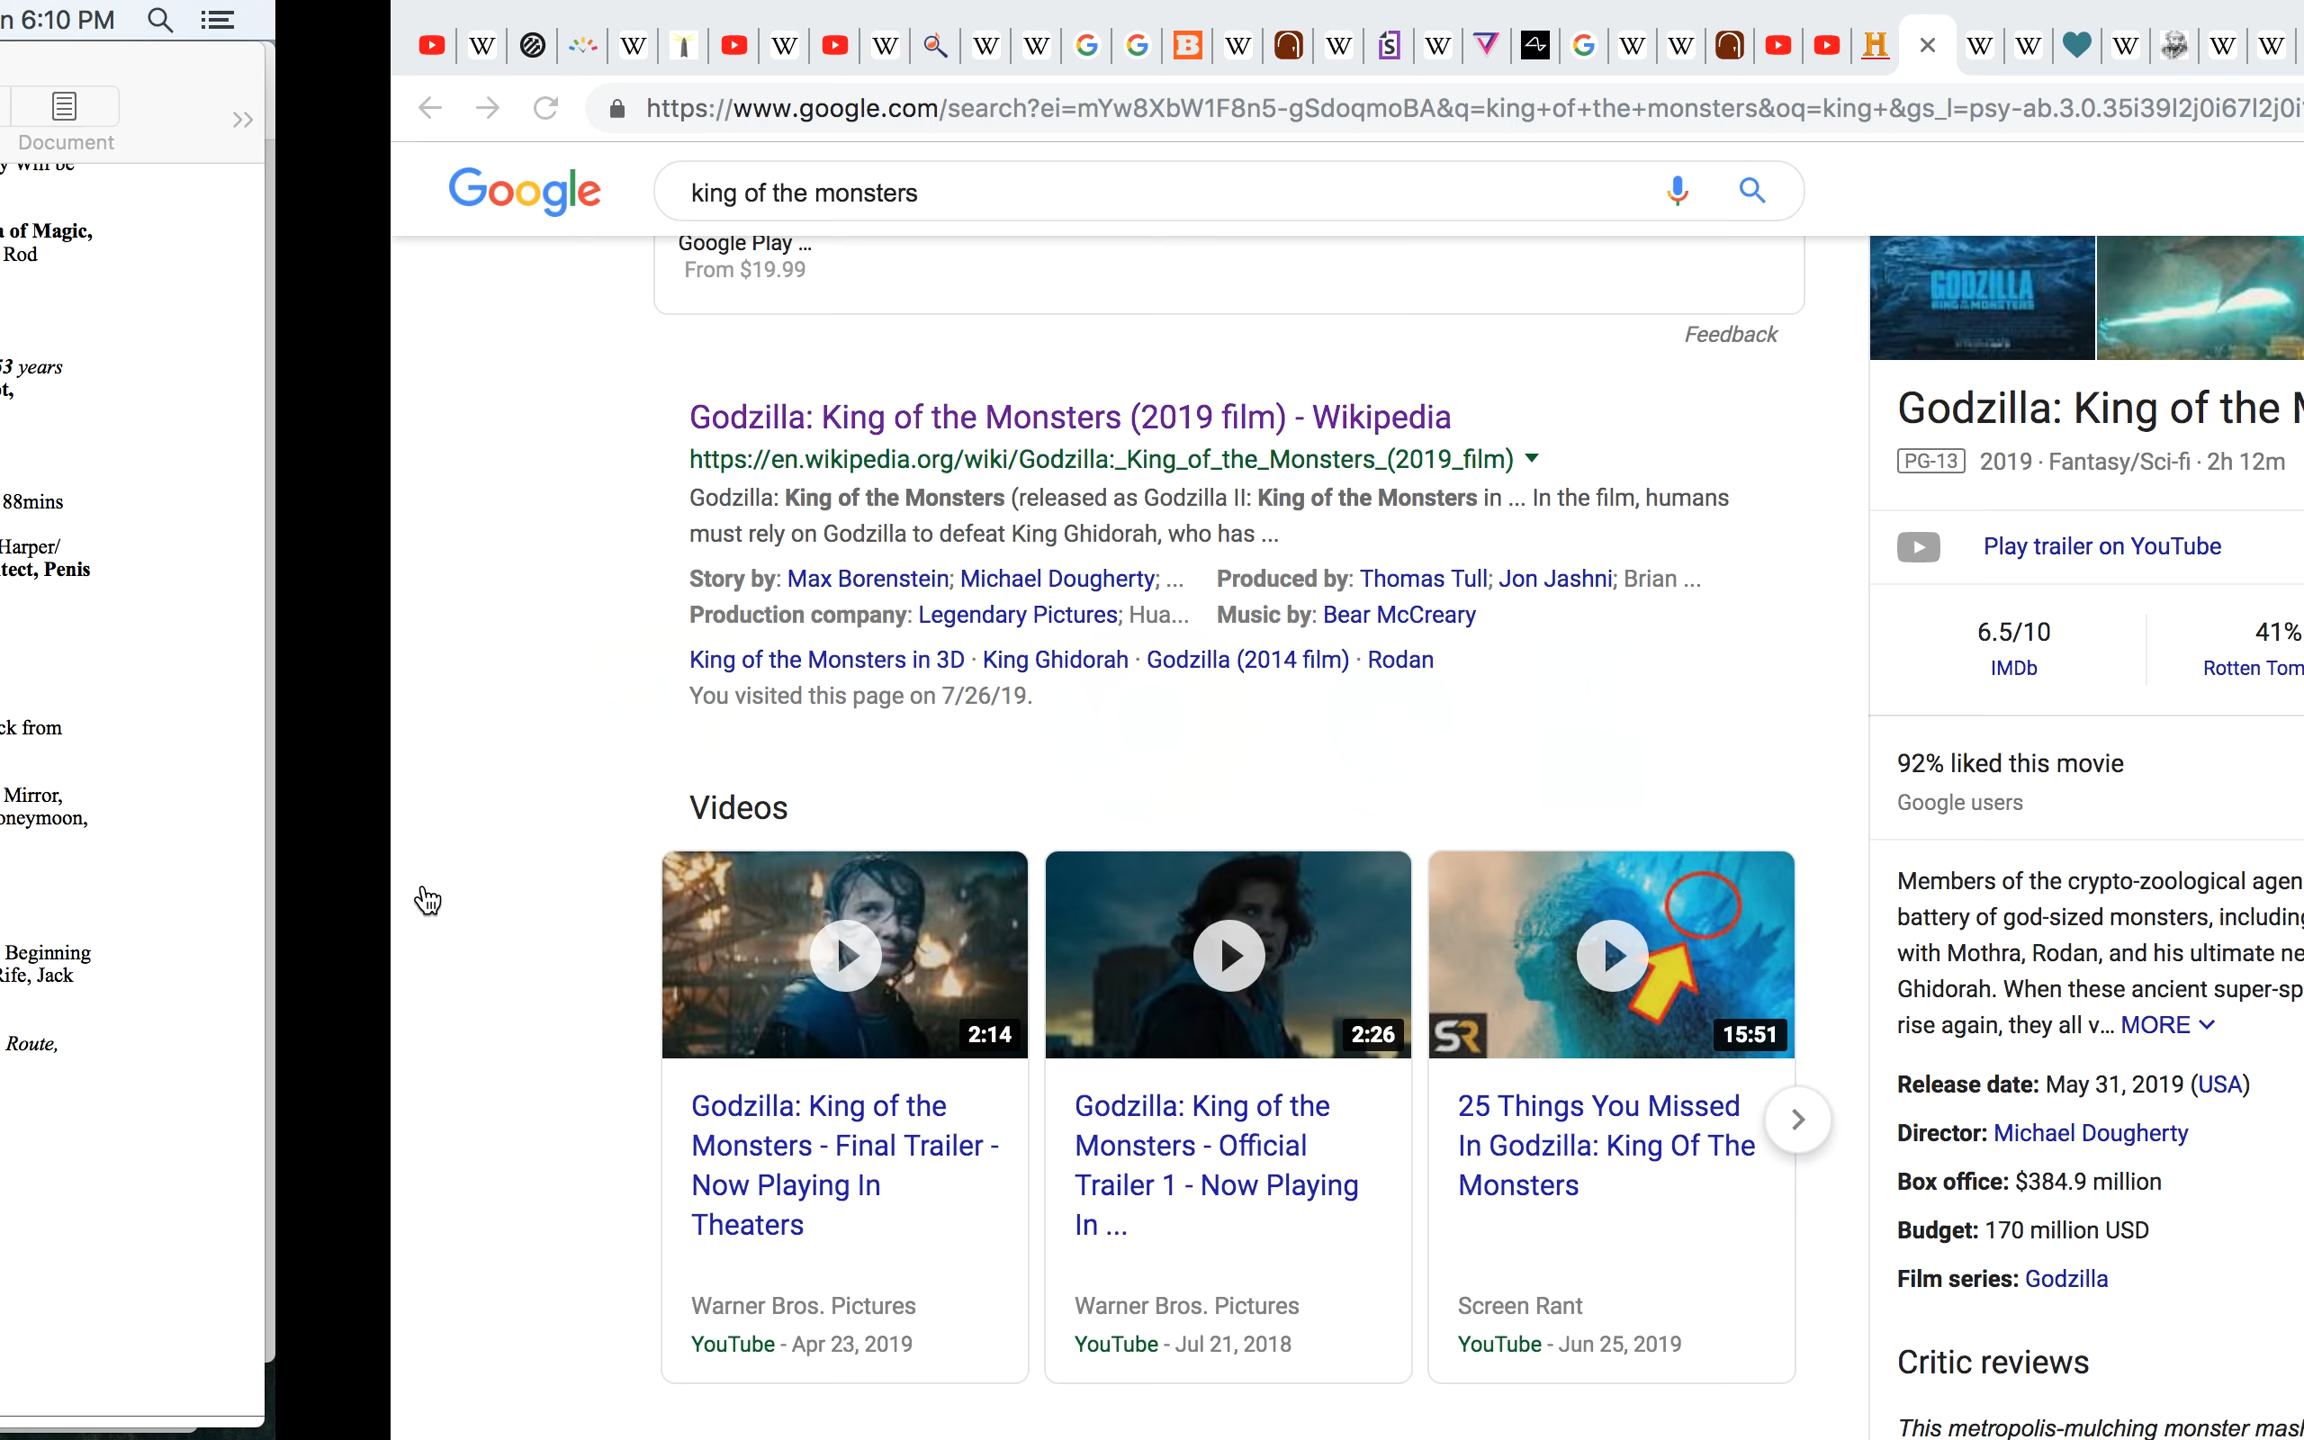 n 6:10 PM
Document
y will be
a of Magic,
Rod
53 years
ot,
88mins
Harper/
tect, Penis
ck from
Mirror,
oneymoon,
Beginning
Rife, Jack
Route,
https://www.google.com/search?ei=mYw8XbW1F8n5-gSdoqmoBA&q=king+of+the+monsters&oq=king+&gs_l=psy-ab.3.0.35i39l2j0i67l2j0i
Google
king of the monsters
Google Play ...
From $19.99
Feedback
Godzilla: King of the Monsters (2019 film) - Wikipedia
https://en.wikipedia.org/wiki/Godzilla:_King_of_the_Monsters_(2019_film)
Godzilla: King of the Monsters (released as Godzilla II: King of the Monsters in ... In the film, humans
must rely on Godzilla to defeat King Ghidorah, who has ...
Story by: Max Borenstein; Michael Dougherty; ... Produced by: Thomas Tull; Jon Jashni; Brian ...
Production company: Legendary Pictures; Hua... Music by: Bear McCreary
King of the Monsters in 3D · King Ghidorah · Godzilla (2014 film) · Rodan
You visited this page on 7/26/19.
Videos
2:14
Godzilla: King of the
Monsters - Final Trailer -
Now Playing In
Theaters
Warner Bros. Pictures
YouTube - Apr 23, 2019
2:26
Godzilla: King of the
Monsters - Official
Trailer 1 - Now Playing
In ...
Warner Bros. Pictures
YouTube - Jul 21, 2018
SR
15:51
25 Things You Missed
In Godzilla: King Of The
Monsters
Screen Rant
YouTube - Jun 25, 2019
GODZILLA
KING OF THE MONSTERS
Godzilla: King of the M
PG-13 2019 · Fantasy/Sci-fi · 2h 12m
Play trailer on YouTube
6.5/10
IMDb
41%
Rotten Tom
92% liked this movie
Google users
Members of the crypto-zoological agen
battery of god-sized monsters, including
with Mothra, Rodan, and his ultimate ne
Ghidorah. When these ancient super-sp
rise again, they all v... MORE
Release date: May 31, 2019 (USA)
Director: Michael Dougherty
Box office: $384.9 million
Budget: 170 million USD
Film series: Godzilla
Critic reviews
This metropolis-mulching monster mash